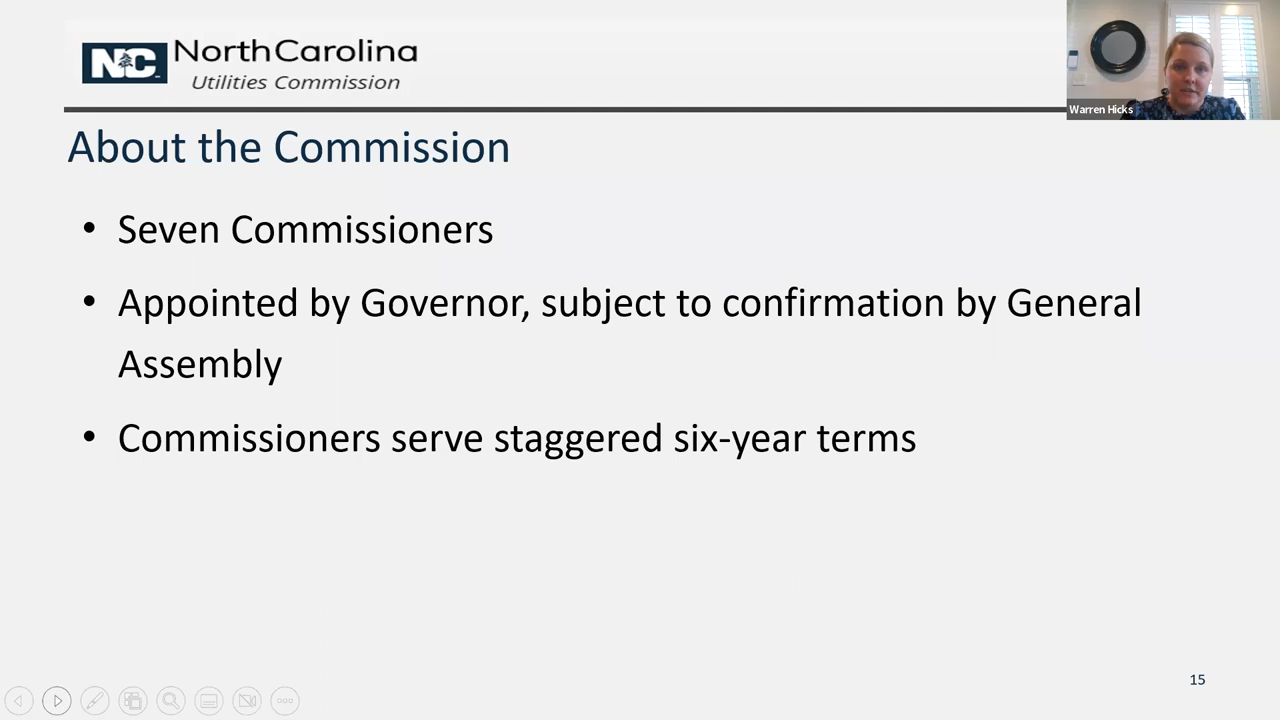 NC
North Carolina
Utilities Commission
Warren Hicks
About the Commission
• Seven Commissioners
• Appointed by Governor, subject to confirmation by General
Assembly
• Commissioners serve staggered six-year terms
15